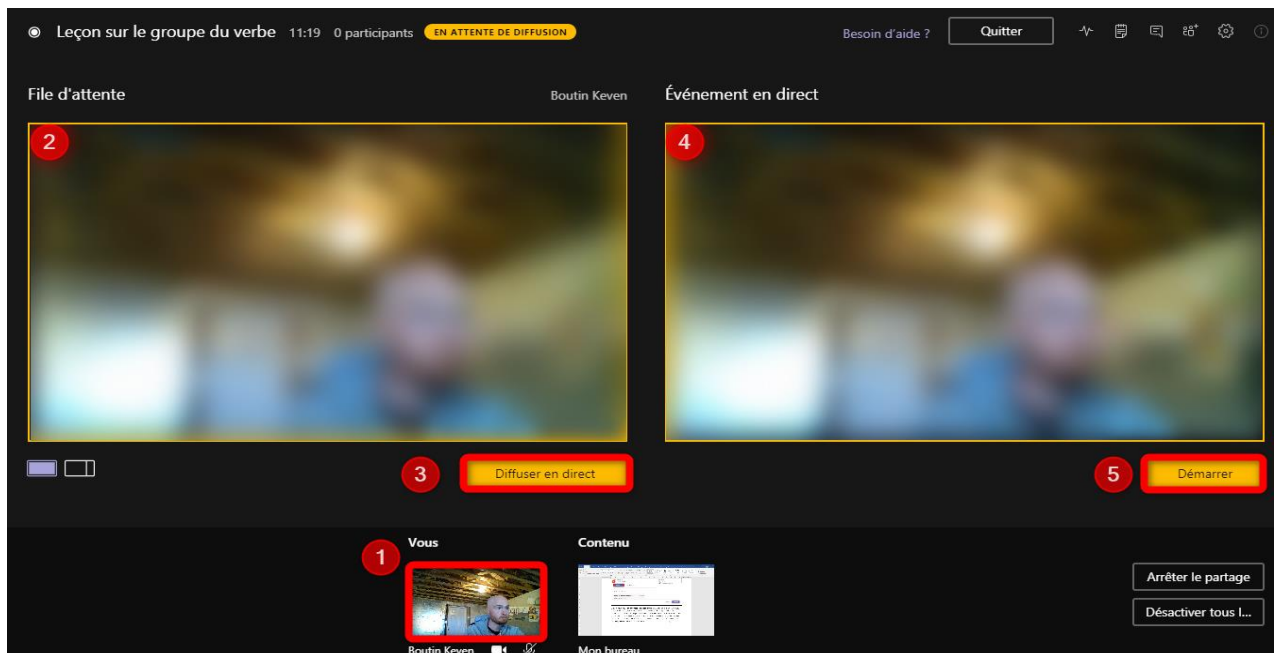 Leçon sur le groupe du verbe 11:19 0 participants EN ATTENTE DE DIFFUSION Besoin d'aide ? Quitter
File d'attente Boutin Keven Événement en direct
2 4
3 Diffuser en direct 5 Démarrer
Vous Contenu
1
Arrêter le partage
Désactiver tous l...
Boutin Keven Mon bureau